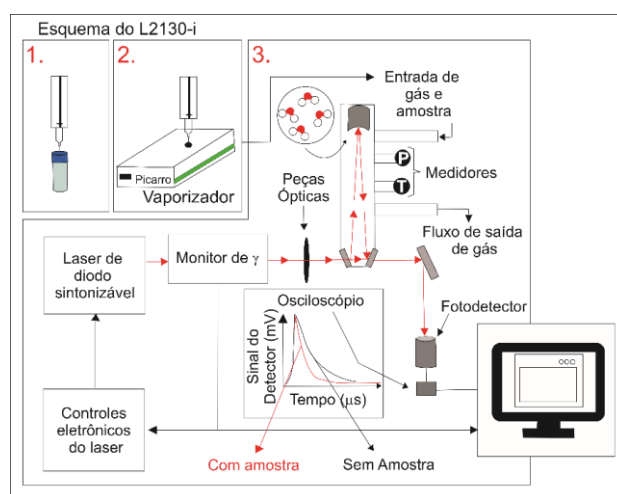 Esquema do L2130-i
1.
2.
3.
Picarro
Vaporizador
Entrada de
gás e
amostra
P
T
Medidores
Peças
Ópticas
Fluxo de saída
de gás
Laser de
diodo
sintonizável
Monitor de γ
Osciloscópio
Fotodetector
Sinal do
Detector (mV)
Tempo (μs)
Controles
eletrônicos
do laser
Com amostra
Sem Amostra